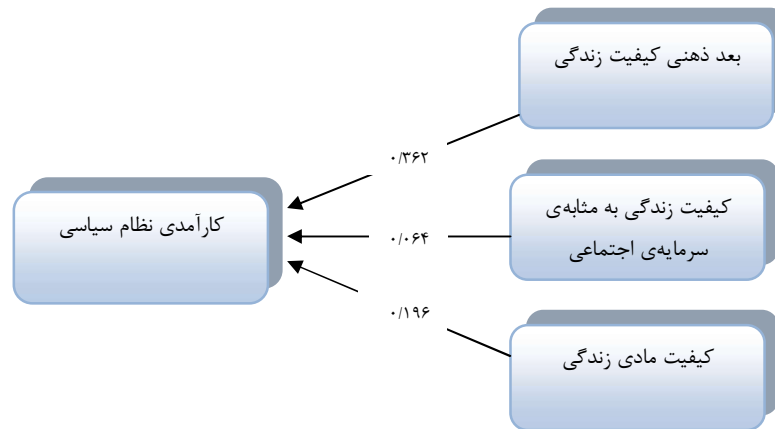 بعد ذهنی کیفیت زندگی
۰/۳۶۲
کیفیت زندگی به مثابه‌ی
سرمایه‌ی اجتماعی
کارآمدی نظام سیاسی
۰/۰۶۴
۰/۱۹۶
کیفیت مادی زندگی